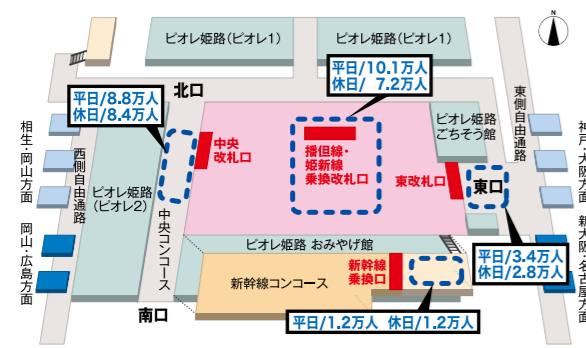 ピオレ姫路(ピオレ1)
ピオレ姫路(ピオレ1)
N
北口
平日/10.1万人
休日/ 7.2万人
平日/8.8万人
休日/8.4万人
東側自由通路
ピオレ姫路
ごちそう館
相生・岡山方面
神戸・大阪方面
西側自由通路
中央
改札口
播但線・
姫新線
乗換改札口
東改札口
東口
ピオレ姫路
(ピオレ2)
中央コンコース
岡山・広島方面
新大阪・名古屋方面
ピオレ姫路 おみやげ館
平日/3.4万人
休日/2.8万人
新幹線コンコース
新幹線
乗換口
南口
平日/1.2万人 休日/1.2万人